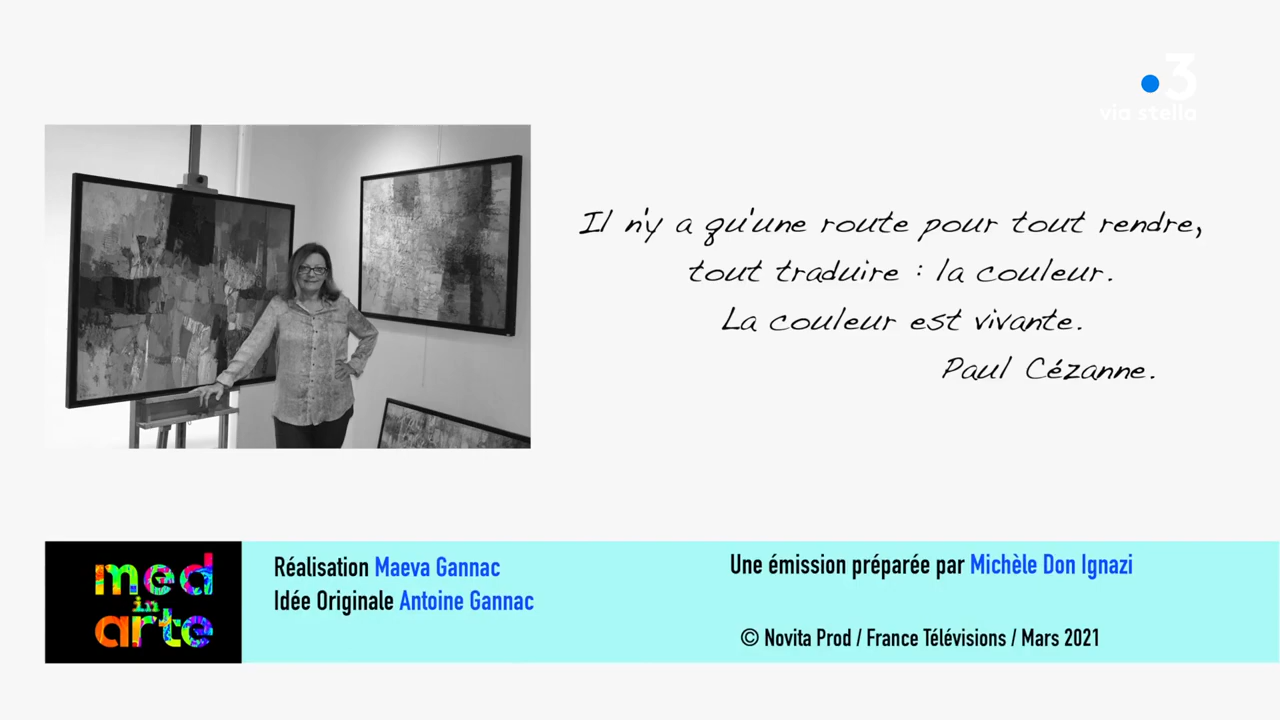 3
via stella
Il n'y a qu'une route pour tout rendre,
tout traduire : la couleur.
La couleur est vivante.
Paul Cézanne.
med
in
arte
Réalisation Maeva Gannac
Idée Originale Antoine Gannac
Une émission préparée par Michèle Don Ignazi
© Novita Prod / France Télévisions / Mars 2021